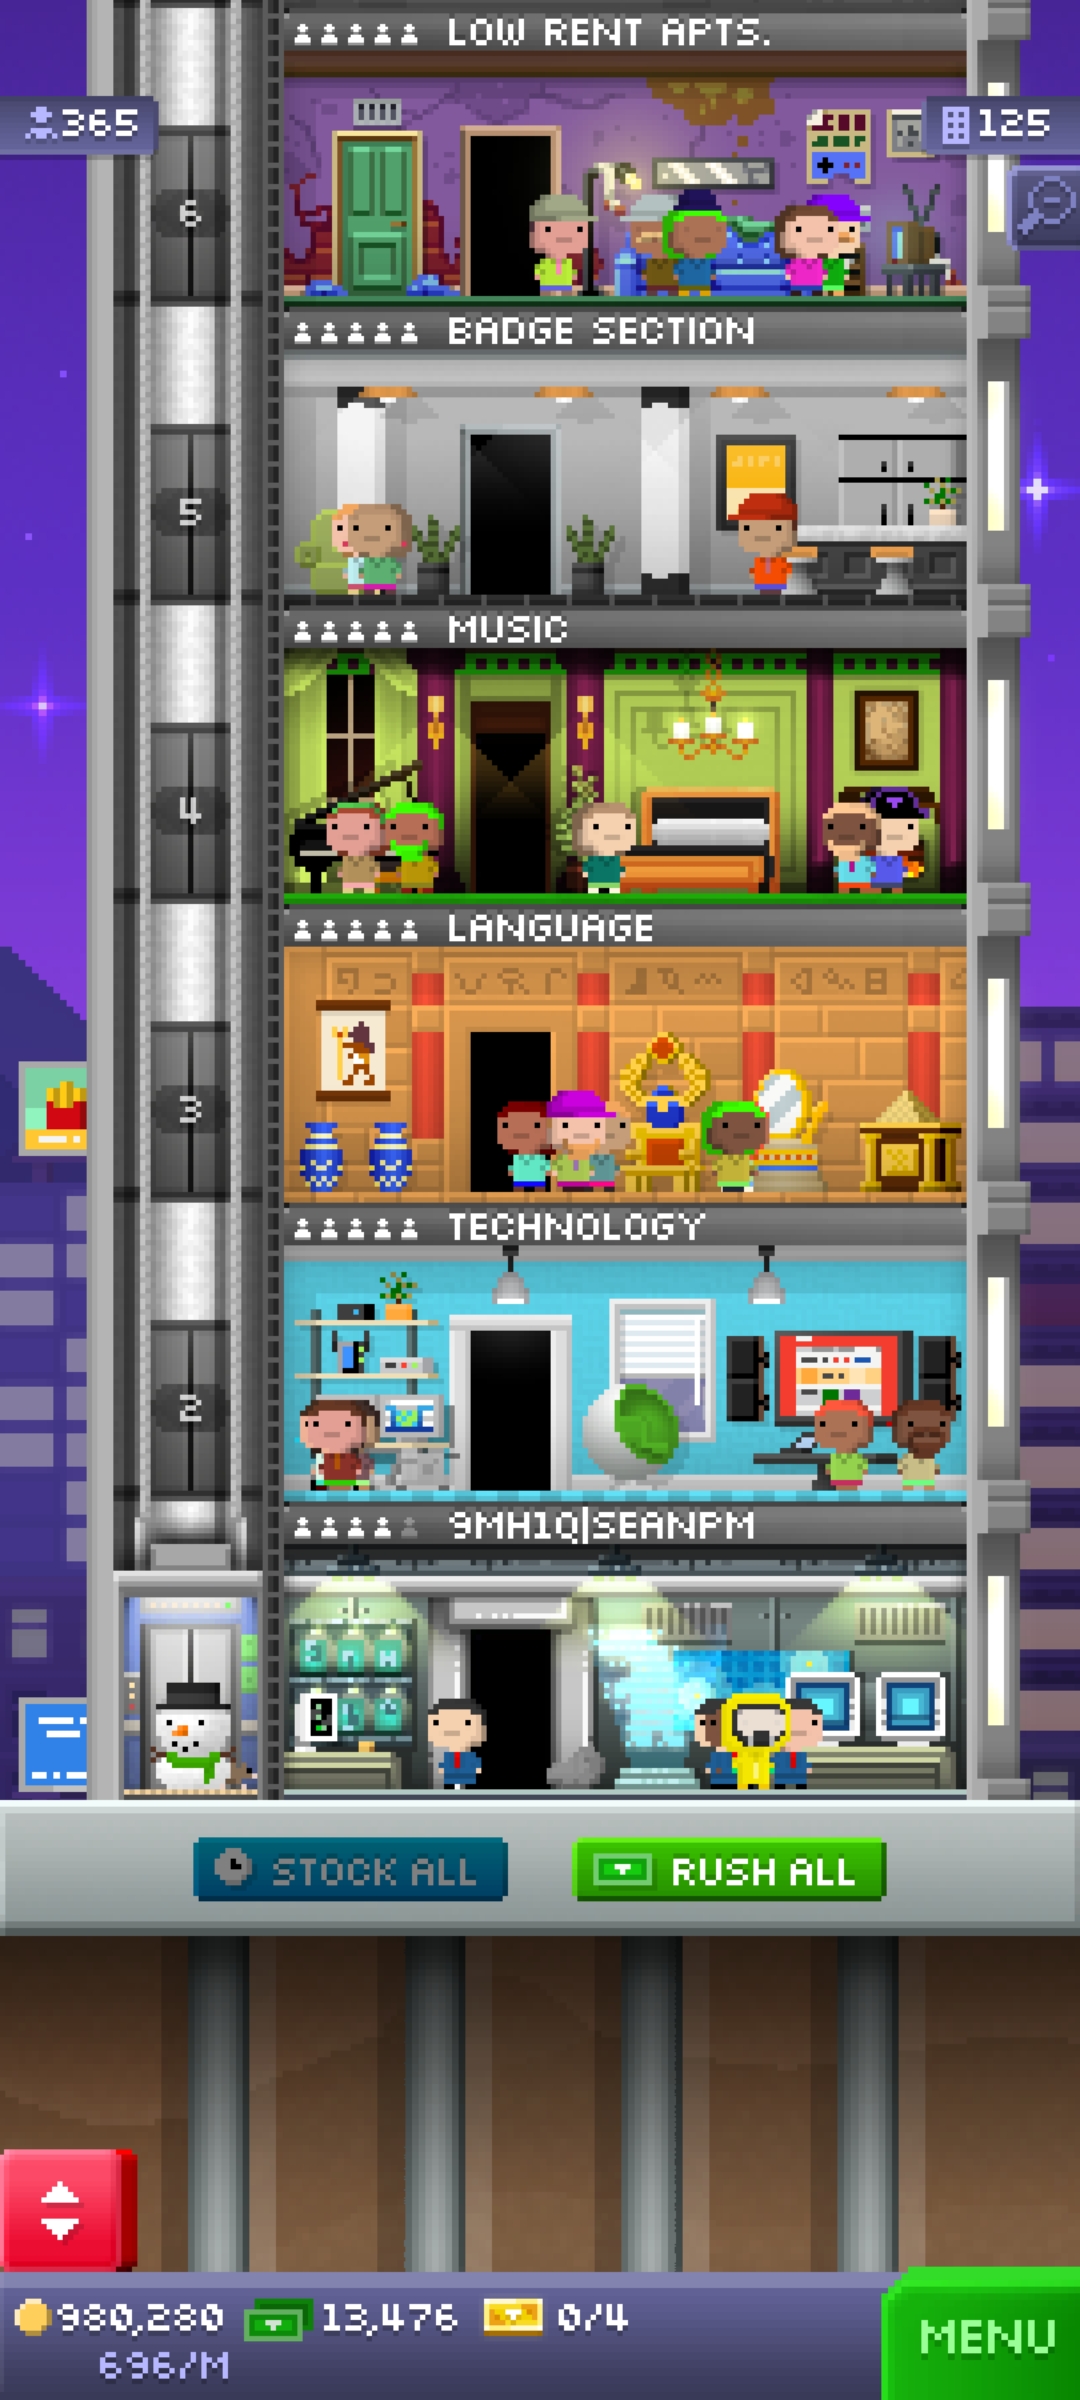 LOW RENT APTS.
365
125
6
BADGE SECTION
5
MUSIC
4
LANGUAGE
3
TECHNOLOGY
2
9MH1Q|SEANPM
STOCK ALL
RUSH ALL
980,280
13,476
0/4
696/M
MENU